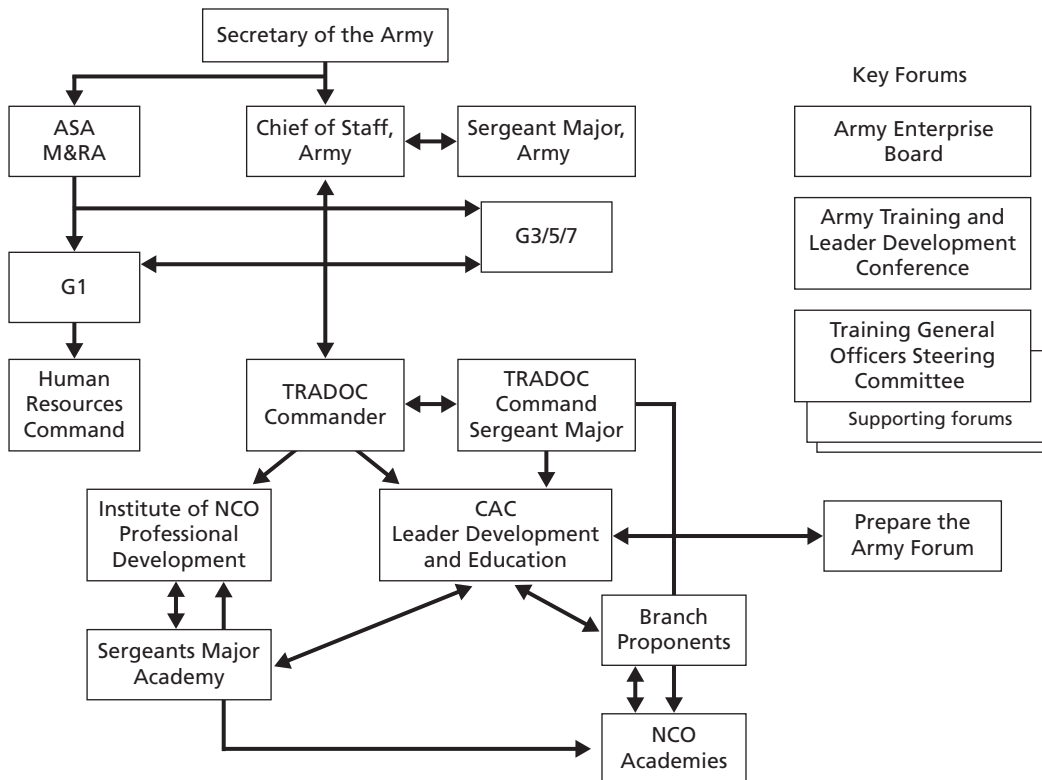 Secretary of the Army
Key Forums
ASA
M&RA
Chief of Staff,
Army
Sergeant Major,
Army
Army Enterprise
Board
G3/5/7
Army Training and
Leader Development
Conference
G1
Training General
Officers Steering
Committee
Supporting forums
Human
Resources
Command
TRADOC
Commander
TRADOC
Command
Sergeant Major
Institute of NCO
Professional
Development
CAC
Leader Development
and Education
Prepare the
Army Forum
Sergeants Major
Academy
Branch
Proponents
NCO
Academies